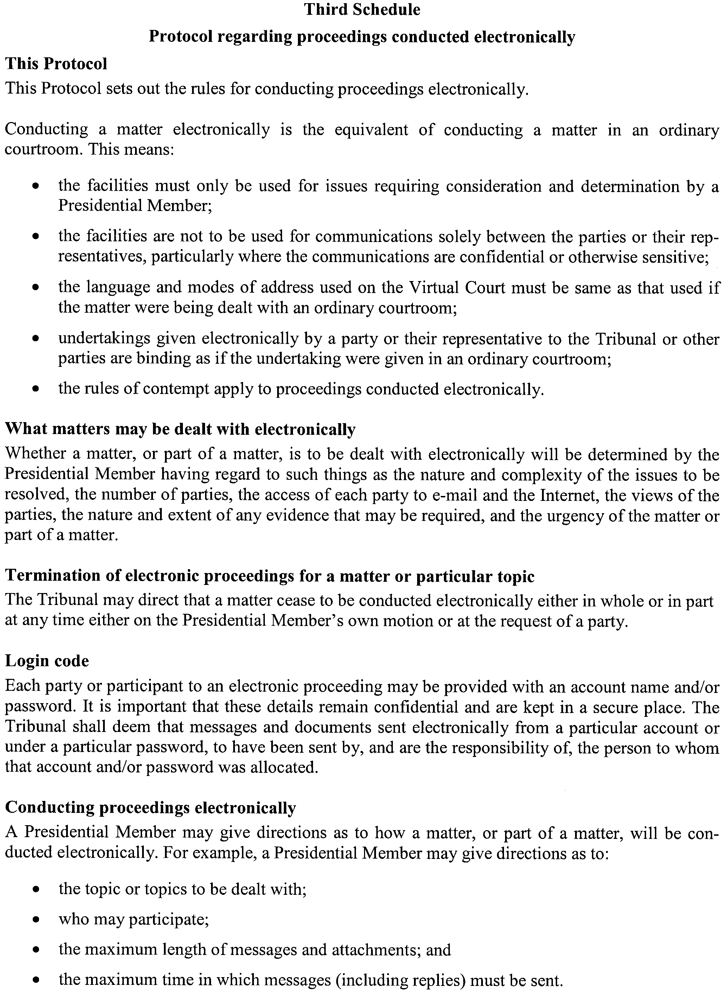 Third Schedule
Protocol regarding proceedings conducted electronically
This Protocol
This Protocol sets out the rules for conducting proceedings electronically.
Conducting a matter electronically is the equivalent of conducting a matter in an ordinary
courtroom. This means:
• the facilities must only be used for issues requiring consideration and determination by a
Presidential Member;
• the facilities are not to be used for communications solely between the parties or their rep-
resentatives, particularly where the communications are confidential or otherwise sensitive;
• the language and modes of address used on the Virtual Court must be same as that used if
the matter were being dealt with an ordinary courtroom;
• undertakings given electronically by a party or their representative to the Tribunal or other
parties are binding as if the undertaking were given in an ordinary courtroom;
• the rules of contempt apply to proceedings conducted electronically.
What matters may be dealt with electronically
Whether a matter, or part of a matter, is to be dealt with electronically will be determined by the
Presidential Member having regard to such things as the nature and complexity of the issues to be
resolved, the number of parties, the access of each party to e-mail and the Internet, the views of the
parties, the nature and extent of any evidence that may be required, and the urgency of the matter or
part of a matter.
Termination of electronic proceedings for a matter or particular topic
The Tribunal may direct that a matter cease to be conducted electronically either in whole or in part
at any time either on the Presidential Member's own motion or at the request of a party.
Login code
Each party or participant to an electronic proceeding may be provided with an account name and/or
password. It is important that these details remain confidential and are kept in a secure place. The
Tribunal shall deem that messages and documents sent electronically from a particular account or
under a particular password, to have been sent by, and are the responsibility of, the person to whom
that account and/or password was allocated.
Conducting proceedings electronically
A Presidential Member may give directions as to how a matter, or part of a matter, will be con-
ducted electronically. For example, a Presidential Member may give directions as to:
• the topic or topics to be dealt with;
• who may participate;
• the maximum length of messages and attachments; and
• the maximum time in which messages (including replies) must be sent.